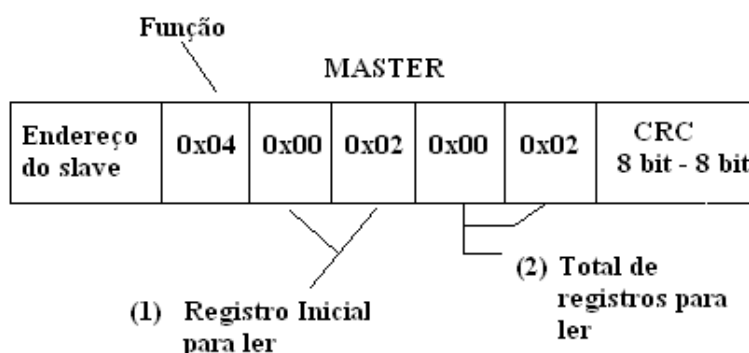 Função
MASTER
Endereço
do slave
0x04
0x00
0x02
0x00
0x02
CRC
8 bit - 8 bit
(1) Registro Inicial
para ler
(2) Total de
registros para
ler